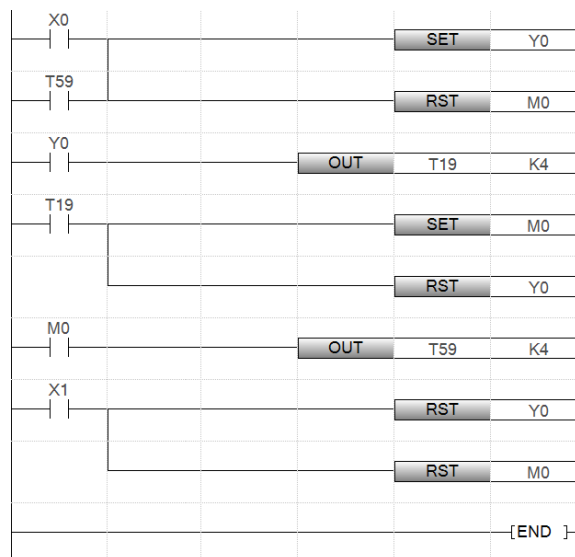 X0
SET Y0
T59
RST M0
Y0
OUT T19 K4
T19
SET M0
RST Y0
M0
OUT T59 K4
X1
RST Y0
RST M0
[END ]